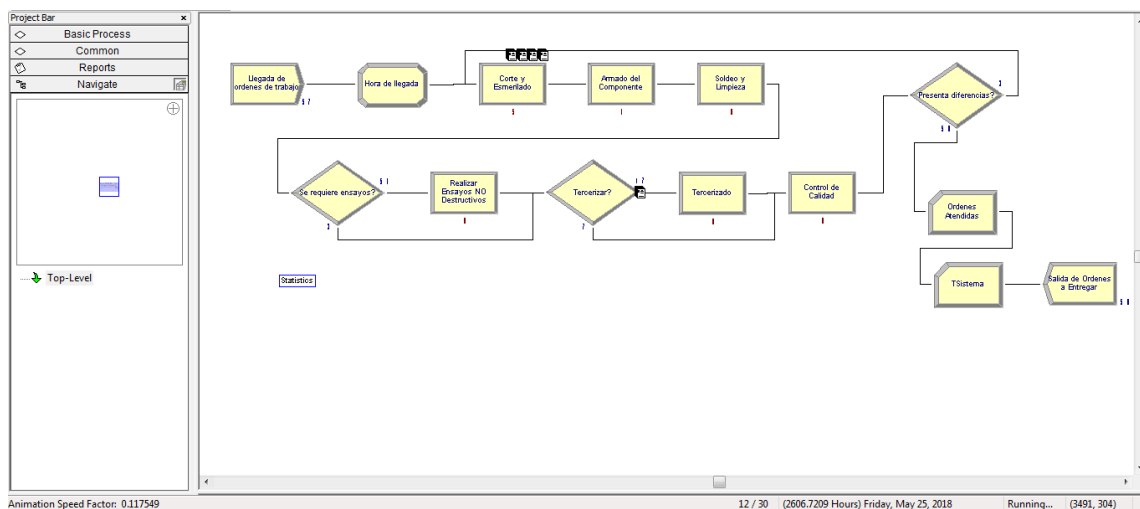 Project Bar
×
Basic Process
Common
Reports
Navigate
Top-Level
Llegada de
ordenes de trabajo
Hora de llegada
Corte y
Esmerilado
Armado del
Componente
Soldeo y
Limpieza
Presenta diferencias?
Se requiere ensayos?
Realizar
Ensayos NO
Destructivos
Tercerizar?
Tercerizado
Control de
Calidad
Ordenes
Atendidas
Statistics
TSistema
Salida de Ordenes
a Entregar
Animation Speed Factor: 0.117549
12 / 30
(2606.7209 Hours) Friday, May 25, 2018
Running...
(3491, 304)